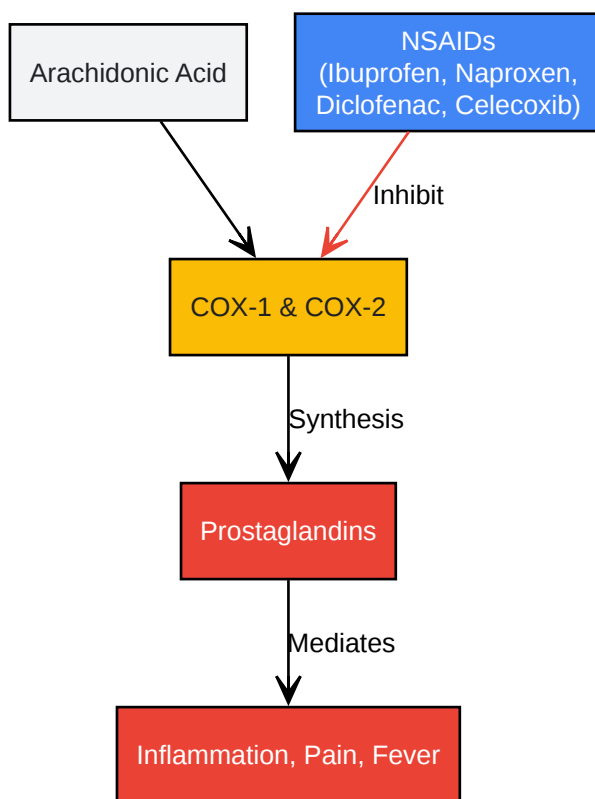 Arachidonic Acid
NSAIDs
(Ibuprofen, Naproxen,
Diclofenac, Celecoxib)
Inhibit
COX-1 & COX-2
Synthesis
Prostaglandins
Mediates
Inflammation, Pain, Fever